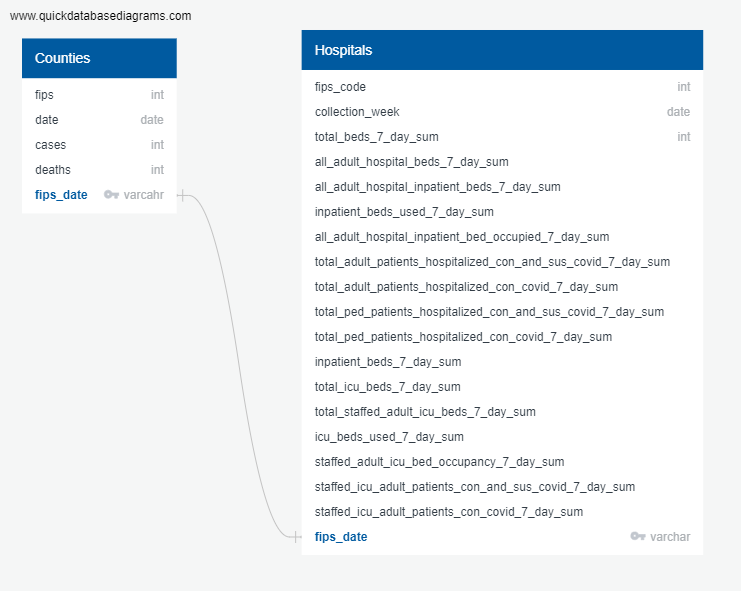 www.quickdatabasediagrams.com
Counties
fips int
date date
cases int
deaths int
fips_date varcahr
Hospitals
fips_code int
collection_week date
total_beds_7_day_sum int
all_adult_hospital_beds_7_day_sum
all_adult_hospital_inpatient_beds_7_day_sum
inpatient_beds_used_7_day_sum
all_adult_hospital_inpatient_bed_occupied_7_day_sum
total_adult_patients_hospitalized_con_and_sus_covid_7_day_sum
total_adult_patients_hospitalized_con_covid_7_day_sum
total_ped_patients_hospitalized_con_and_sus_covid_7_day_sum
total_ped_patients_hospitalized_con_covid_7_day_sum
inpatient_beds_7_day_sum
total_icu_beds_7_day_sum
total_staffed_adult_icu_beds_7_day_sum
icu_beds_used_7_day_sum
staffed_adult_icu_bed_occupancy_7_day_sum
staffed_icu_adult_patients_con_and_sus_covid_7_day_sum
staffed_icu_adult_patients_con_covid_7_day_sum
fips_date varchar